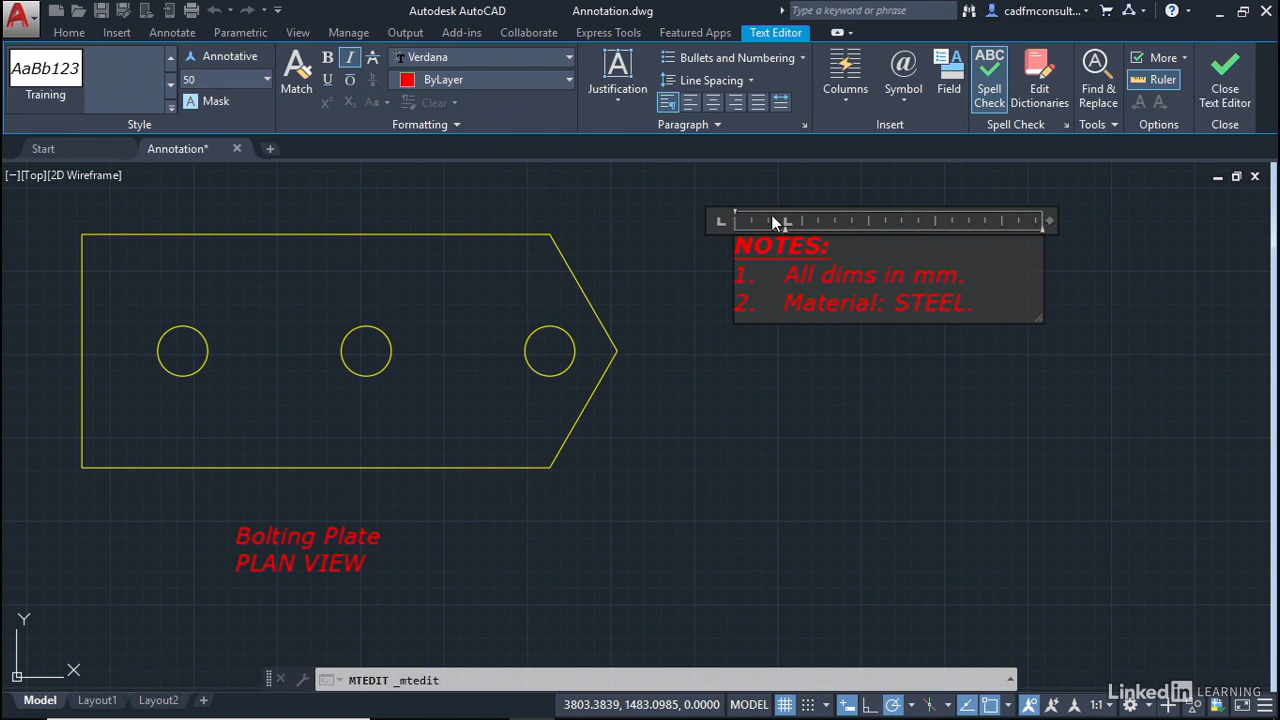 Autodesk AutoCAD Annotation.dwg Type a keyword or phrase cadfmconsult... ?
Home Insert Annotate Parametric View Manage Output Add-ins Collaborate Express Tools Featured Apps Text Editor
AaBb123
Training
Annotative
50
Mask
Style
Match
B I A Verdana
U O ByLayer
Aa Clear
Formatting
Justification
Bullets and Numbering
Line Spacing
Paragraph
Columns
Symbol
Field
Insert
ABC
Spell
Check
Edit
Dictionaries
Spell Check
Find &
Replace
Tools
More
Ruler
Options
Close
Text Editor
Close
Start Annotation*
[−][Top][2D Wireframe]
NOTES:
1. All dims in mm.
2. Material: STEEL.
Bolting Plate
PLAN VIEW
Y
X
MTEDIT _mtedit
Model Layout1 Layout2 + 1803.3839, 1483.0985, 0.0000 MODEL 1:1
LinkedIn LEARNING